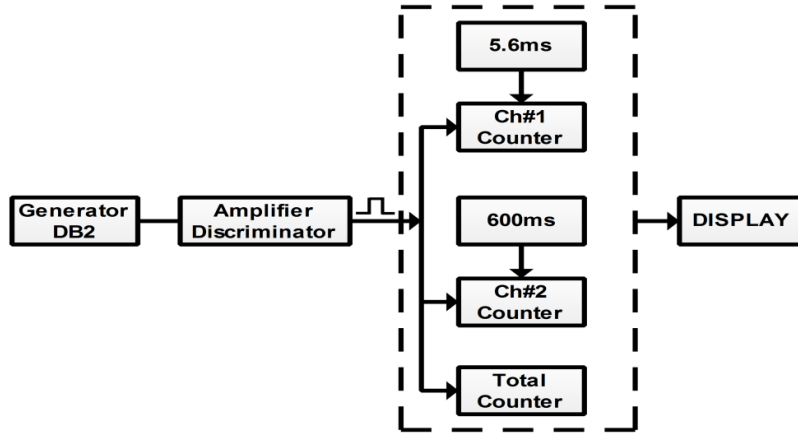 5.6ms
Ch#1
Counter
Generator
DB2
Amplifier
Discriminator
600ms
DISPLAY
Ch#2
Counter
Total
Counter